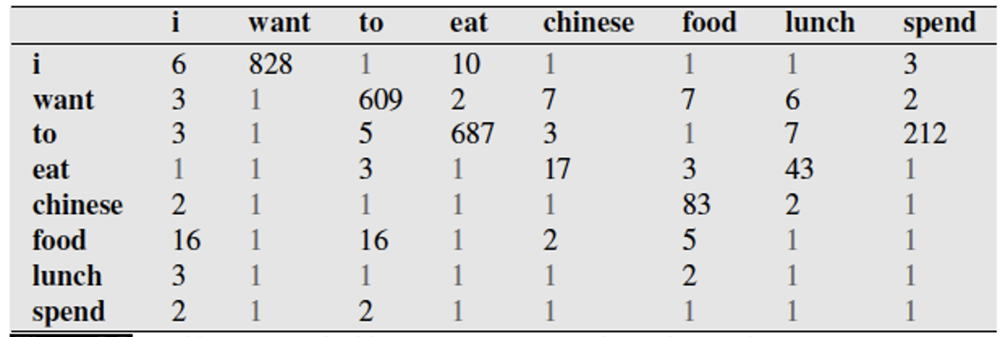 i want to eat chinese food lunch spend
i 6 828 1 10 1 1 1 3
want 3 1 609 2 7 7 6 2
to 3 1 5 687 3 1 7 212
eat 1 1 3 1 17 3 43 1
chinese 2 1 1 1 1 83 2 1
food 16 1 16 1 2 5 1 1
lunch 3 1 1 1 1 2 1 1
spend 2 1 2 1 1 1 1 1